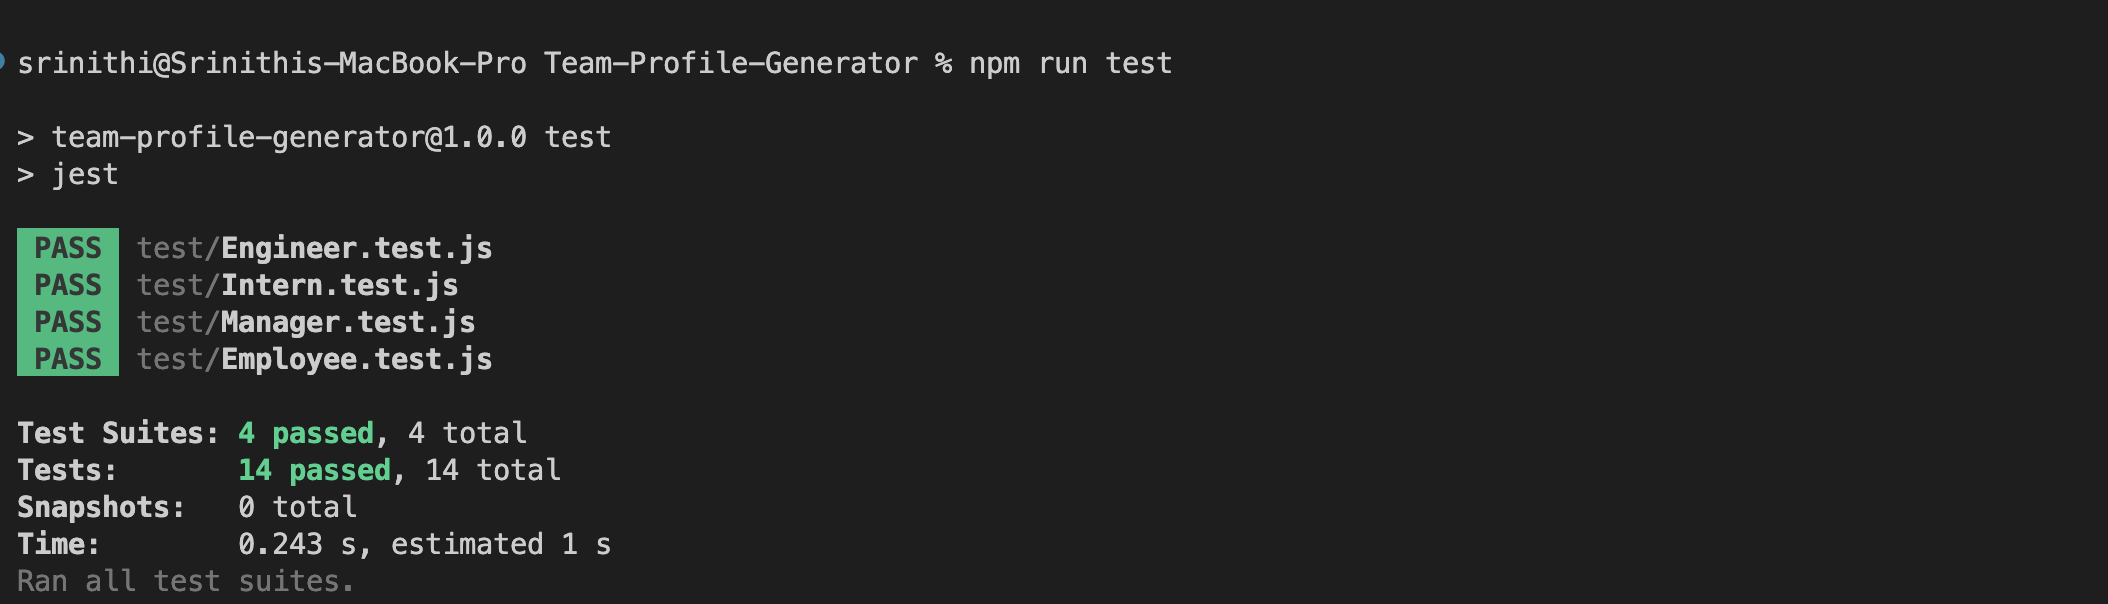 srinithi@Srinithis-MacBook-Pro Team-Profile-Generator % npm run test
> team-profile-generator@1.0.0 test
> jest
PASS test/Engineer.test.js
PASS test/Intern.test.js
PASS test/Manager.test.js
PASS test/Employee.test.js
Test Suites: 4 passed, 4 total
Tests: 14 passed, 14 total
Snapshots: 0 total
Time: 0.243 s, estimated 1 s
Ran all test suites.